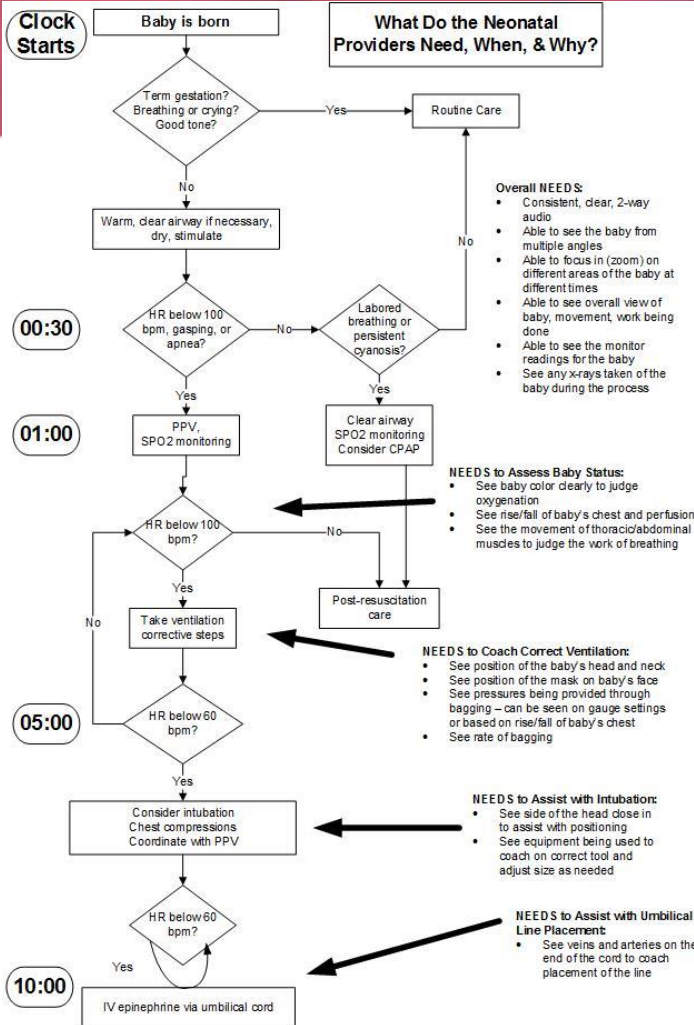 Clock
Starts
Baby is born
What Do the Neonatal
Providers Need, When, & Why?
Term gestation?
Breathing or crying?
Good tone?
Yes
Routine Care
No
Warm, clear airway if necessary,
dry, stimulate
No
Overall NEEDS:
• Consistent, clear, 2-way
audio
• Able to see the baby from
multiple angles
• Able to focus in (zoom) on
different areas of the baby at
different times
• Able to see overall view of
baby, movement, work being
done
• Able to see the monitor
readings for the baby
• See any x-rays taken of the
baby during the process
00:30
HR below 100
bpm, gasping, or
apnea?
No
Labored
breathing or
persistent
cyanosis?
Yes
Yes
01:00
PPV,
SPO2 monitoring
Clear airway
SPO2 monitoring
Consider CPAP
NEEDS to Assess Baby Status:
• See baby color clearly to judge
oxygenation
• See rise/fall of baby's chest and perfusion
• See the movement of thoracic/abdominal
muscles to judge the work of breathing
HR below 100
bpm?
No
Yes
Post-resuscitation
care
No
Take ventilation
corrective steps
NEEDS to Coach Correct Ventilation:
• See position of the baby's head and neck
• See position of the mask on baby's face
• See pressures being provided through
bagging – can be seen on gauge settings
or based on rise/fall of baby's chest
• See rate of bagging
05:00
HR below 60
bpm?
Yes
Consider intubation
Chest compressions
Coordinate with PPV
NEEDS to Assist with Intubation:
• See side of the head close in
to assist with positioning
• See equipment being used to
coach on correct tool and
adjust size as needed
HR below 60
bpm?
Yes
NEEDS to Assist with Umbilical
Line Placement:
• See veins and arteries on the
end of the cord to coach
placement of the line
10:00
IV epinephrine via umbilical cord